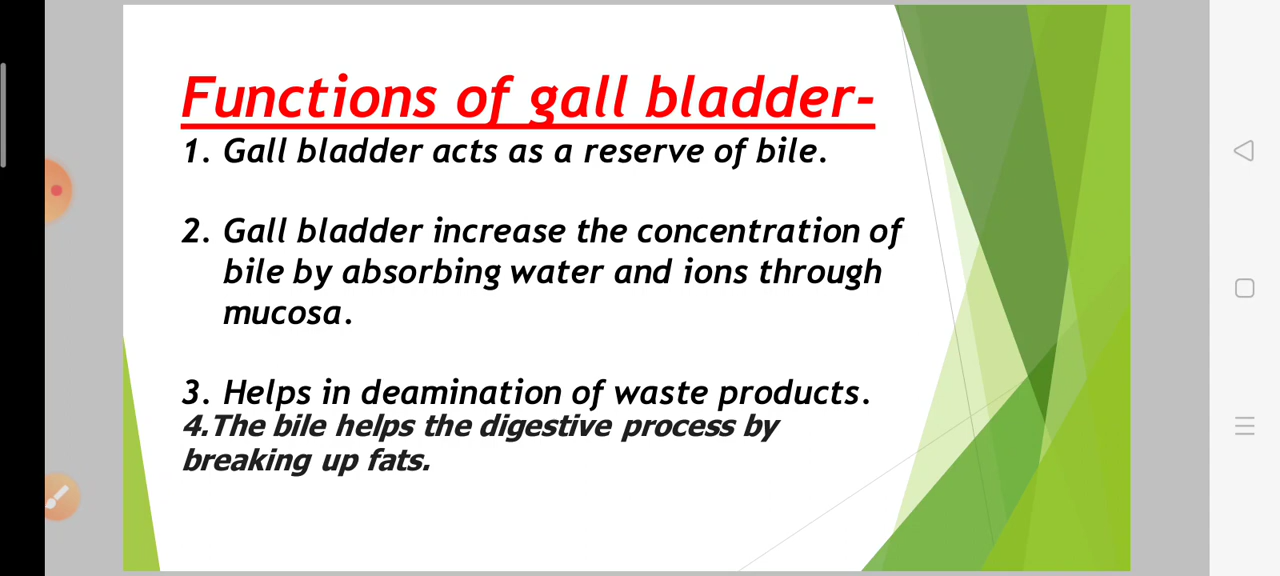 Functions of gall bladder-
1. Gall bladder acts as a reserve of bile.
2. Gall bladder increase the concentration of
bile by absorbing water and ions through
mucosa.
3. Helps in deamination of waste products.
4.The bile helps the digestive process by
breaking up fats.